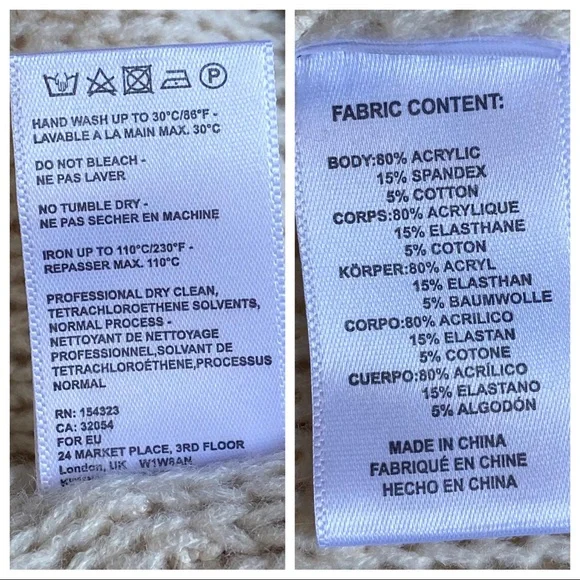 P
HAND WASH UP TO 30°C/86°F -
LAVABLE A LA MAIN MAX. 30°C
DO NOT BLEACH -
NE PAS LAVER
NO TUMBLE DRY -
NE PAS SECHER EN MACHINE
IRON UP TO 110°C/230°F -
REPASSER MAX. 110°C
PROFESSIONAL DRY CLEAN,
TETRACHLOROETHENE SOLVENTS,
NORMAL PROCESS -
NETTOYANT DE NETTOYAGE
PROFESSIONNEL,SOLVANT DE
TETRACHLOROÉTHENE,PROCESSUS
NORMAL
RN: 154323
CA: 32054
FOR EU
24 MARKET PLACE, 3RD FLOOR
London, UK W1W8AN
FABRIC CONTENT:
BODY:80% ACRYLIC
15% SPANDEX
5% COTTON
CORPS:80% ACRYLIQUE
15% ELASTHANE
5% COTON
KÖRPER:80% ACRYL
15% ELASTHAN
5% BAUMWOLLE
CORPO:80% ACRILICO
15% ELASTAN
5% COTONE
CUERPO:80% ACRÍLICO
15% ELASTANO
5% ALGODÓN
MADE IN CHINA
FABRIQUÉ EN CHINE
HECHO EN CHINA